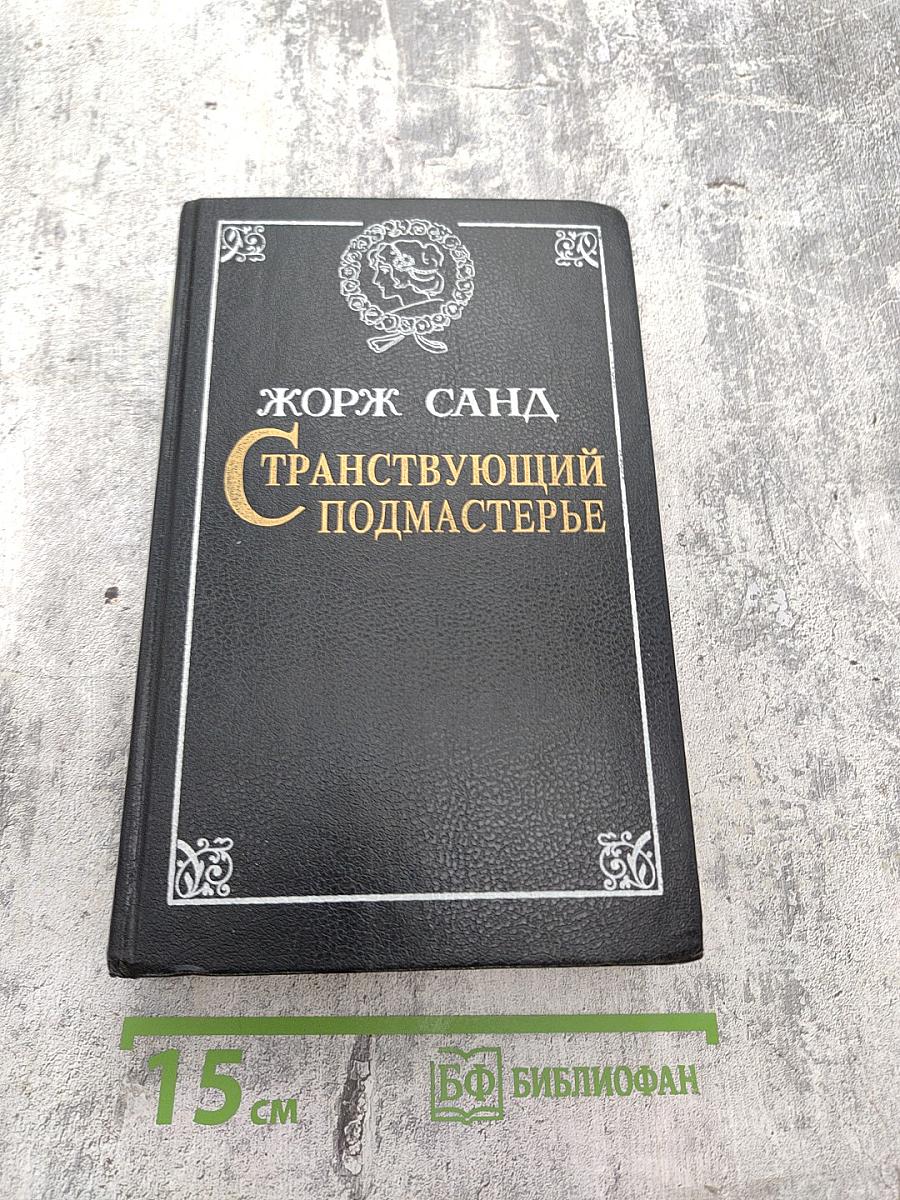 ЖОРЖ САНД
СТРАНСТВУЮЩИЙ
ПОДМАСТЕРЬЕ
15 см
БФ БИБЛИОФАН